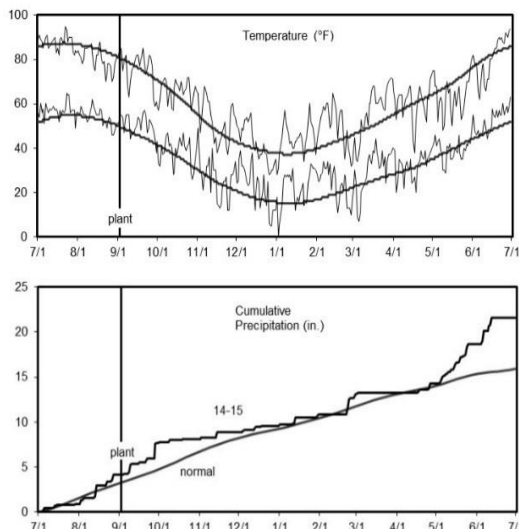 100
Temperature (°F)
80
60
40
20
plant
0
7/1 8/1 9/1 10/1 11/1 12/1 1/1 2/1 3/1 4/1 5/1 6/1 7/1
25
Cumulative
Precipitation (in.)
20
15
14-15
10
plant
normal
5
0
7/1 8/1 9/1 10/1 11/1 12/1 1/1 2/1 3/1 4/1 5/1 6/1 7/